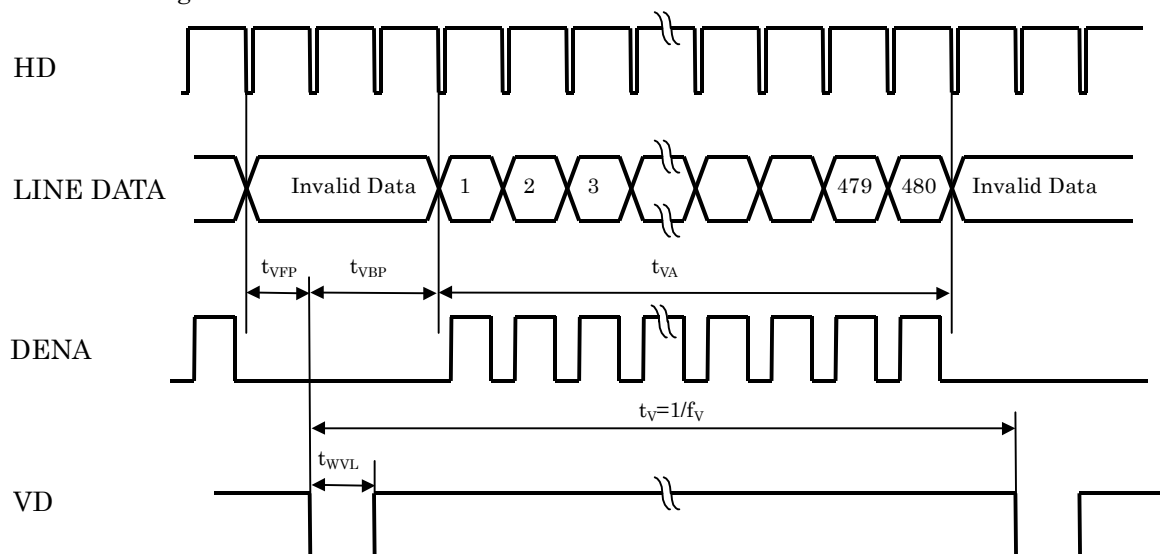 HD
LINE DATA
Invalid Data 1 2 3 479 480 Invalid Data
tVFP tVBP tVA
DENA
tV=1/fV
tWVL
VD